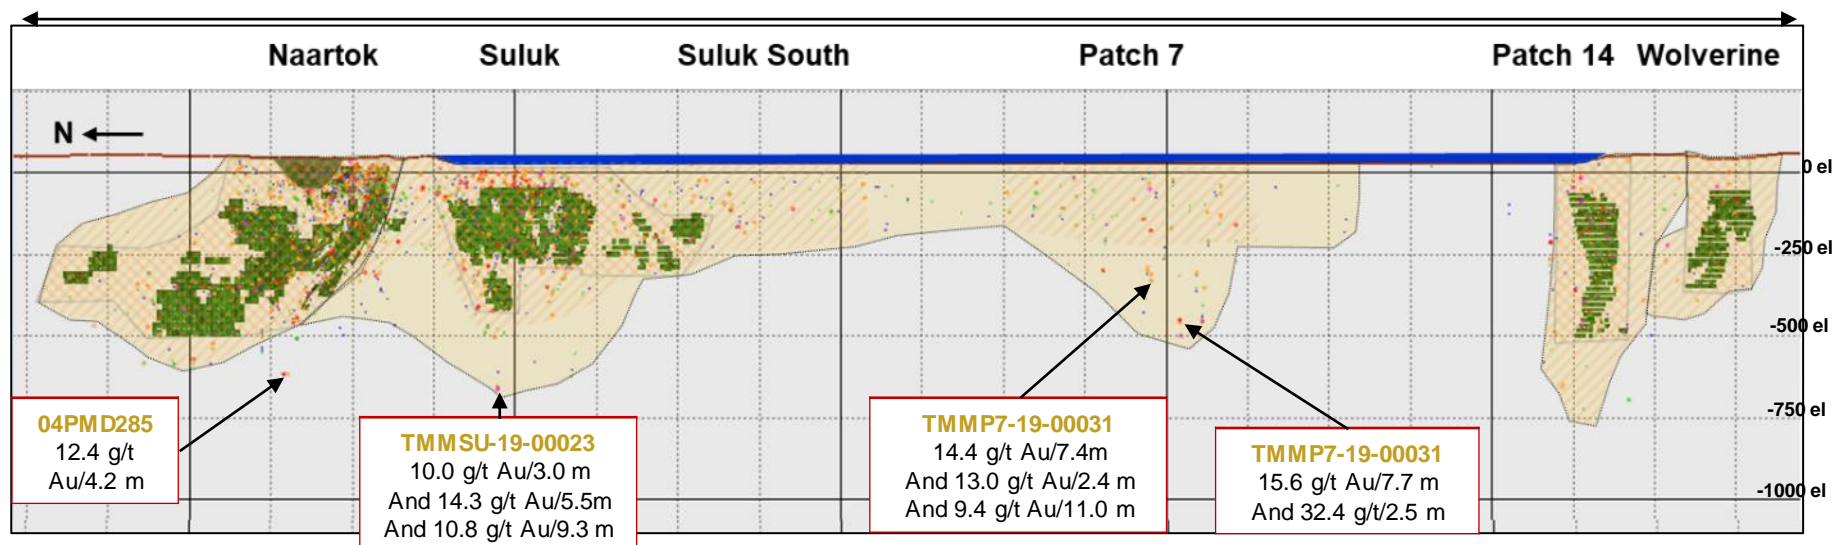 Naartok Suluk Suluk South Patch 7 Patch 14 Wolverine
N
0 el
-250 el
-500 el
-750 el
-1000 el
04PMD285
12.4 g/t
Au/4.2 m
TMMSU-19-00023
10.0 g/t Au/3.0 m
And 14.3 g/t Au/5.5m
And 10.8 g/t Au/9.3 m
TMMP7-19-00031
14.4 g/t Au/7.4m
And 13.0 g/t Au/2.4 m
And 9.4 g/t Au/11.0 m
TMMP7-19-00031
15.6 g/t Au/7.7 m
And 32.4 g/t/2.5 m